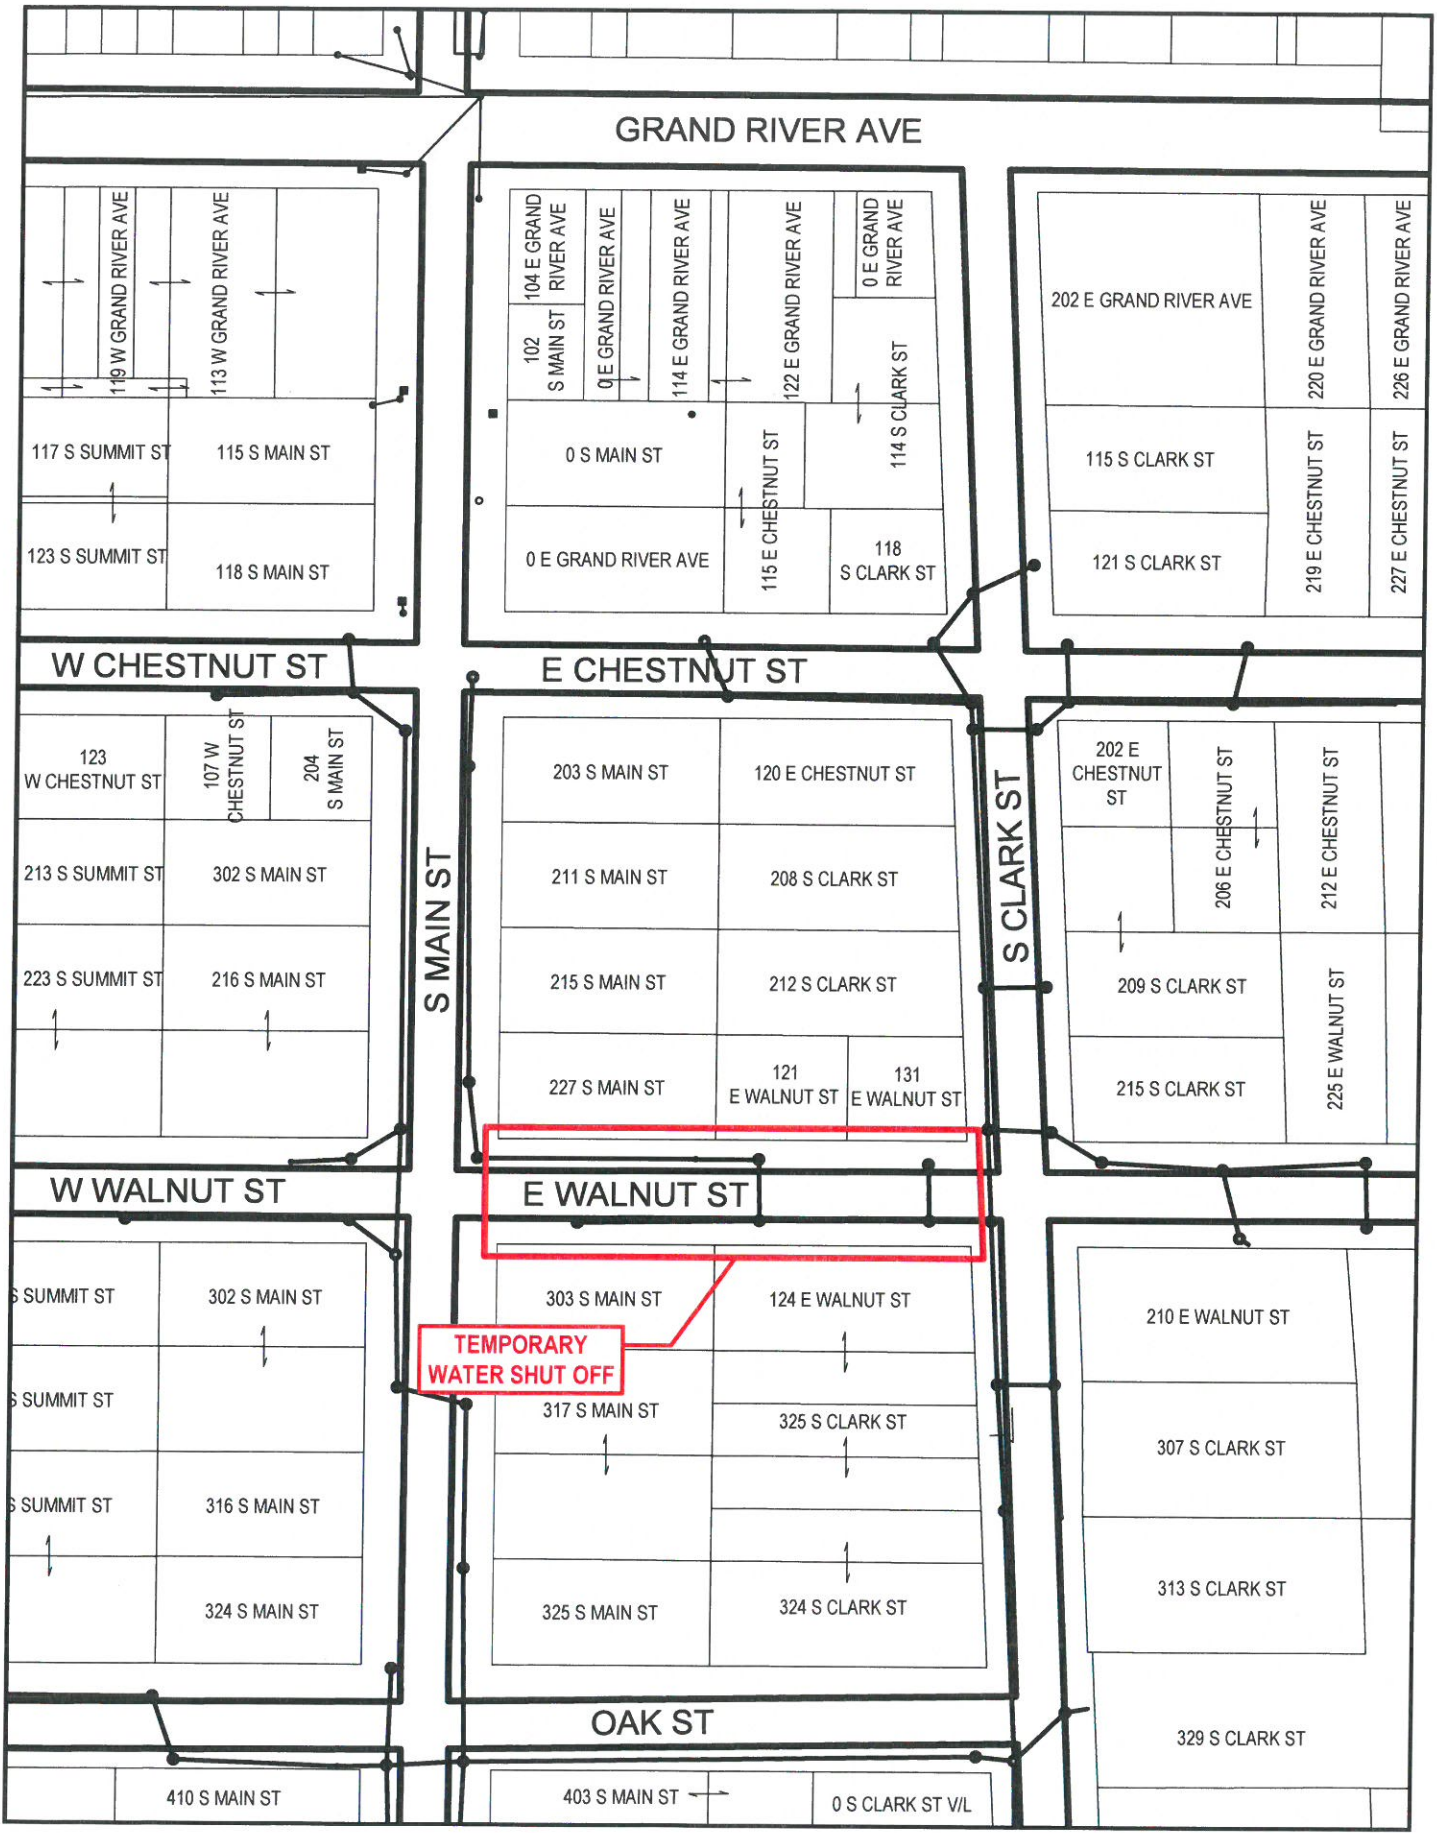 GRAND RIVER AVE
119 W GRAND RIVER AVE
113 W GRAND RIVER AVE
104 E GRAND
RIVER AVE
102
S MAIN ST
0 E GRAND RIVER AVE
114 E GRAND RIVER AVE
122 E GRAND RIVER AVE
0 E GRAND
RIVER AVE
114 S CLARK ST
202 E GRAND RIVER AVE
220 E GRAND RIVER AVE
226 E GRAND RIVER AVE
117 S SUMMIT ST
115 S MAIN ST
0 S MAIN ST
115 E CHESTNUT ST
115 S CLARK ST
219 E CHESTNUT ST
227 E CHESTNUT ST
123 S SUMMIT ST
118 S MAIN ST
0 E GRAND RIVER AVE
118
S CLARK ST
121 S CLARK ST
W CHESTNUT ST
E CHESTNUT ST
123
W CHESTNUT ST
107 W
CHESTNUT ST
204
S MAIN ST
203 S MAIN ST
120 E CHESTNUT ST
202 E
CHESTNUT
ST
206 E CHESTNUT ST
212 E CHESTNUT ST
S MAIN ST
S CLARK ST
213 S SUMMIT ST
302 S MAIN ST
211 S MAIN ST
208 S CLARK ST
223 S SUMMIT ST
216 S MAIN ST
215 S MAIN ST
212 S CLARK ST
209 S CLARK ST
225 E WALNUT ST
227 S MAIN ST
121
E WALNUT ST
131
E WALNUT ST
215 S CLARK ST
W WALNUT ST
E WALNUT ST
S SUMMIT ST
302 S MAIN ST
303 S MAIN ST
124 E WALNUT ST
210 E WALNUT ST
TEMPORARY
WATER SHUT OFF
S SUMMIT ST
317 S MAIN ST
325 S CLARK ST
307 S CLARK ST
S SUMMIT ST
316 S MAIN ST
313 S CLARK ST
324 S MAIN ST
325 S MAIN ST
324 S CLARK ST
OAK ST
329 S CLARK ST
410 S MAIN ST
403 S MAIN ST
0 S CLARK ST V/L